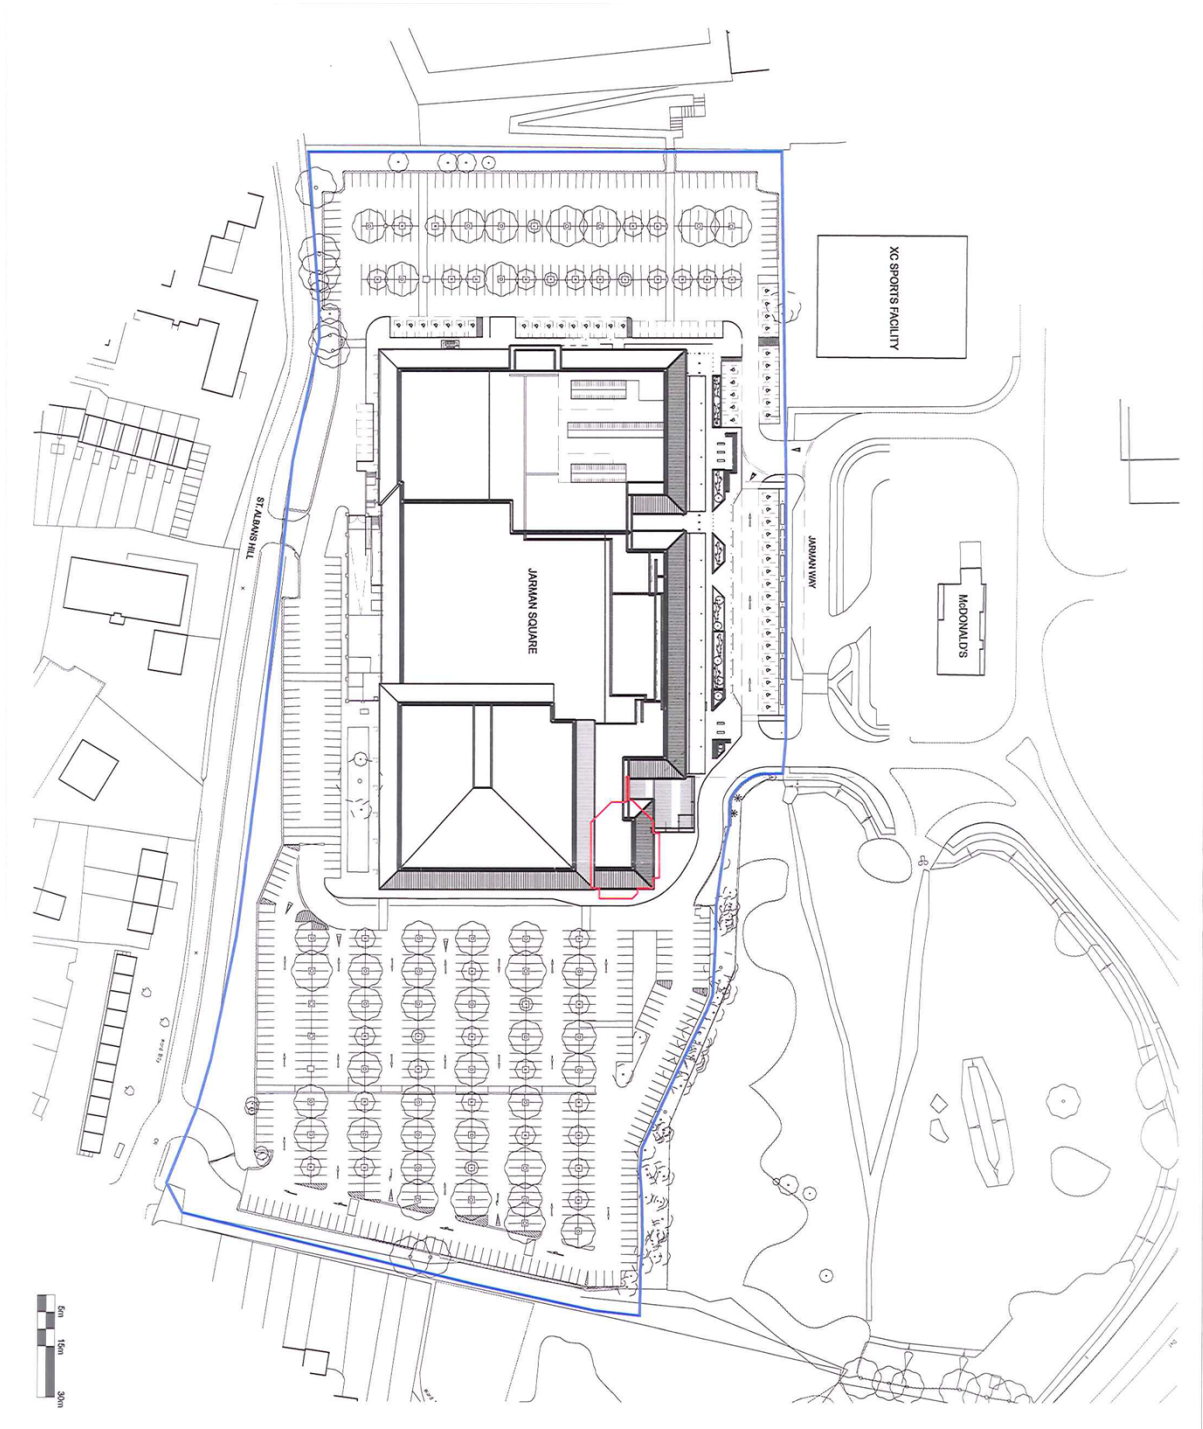 XC SPORTS FACILITY
ST.ALBANS HILL
JARMAN WAY
JARMAN SQUARE
McDONALD'S
5m
15m
30m